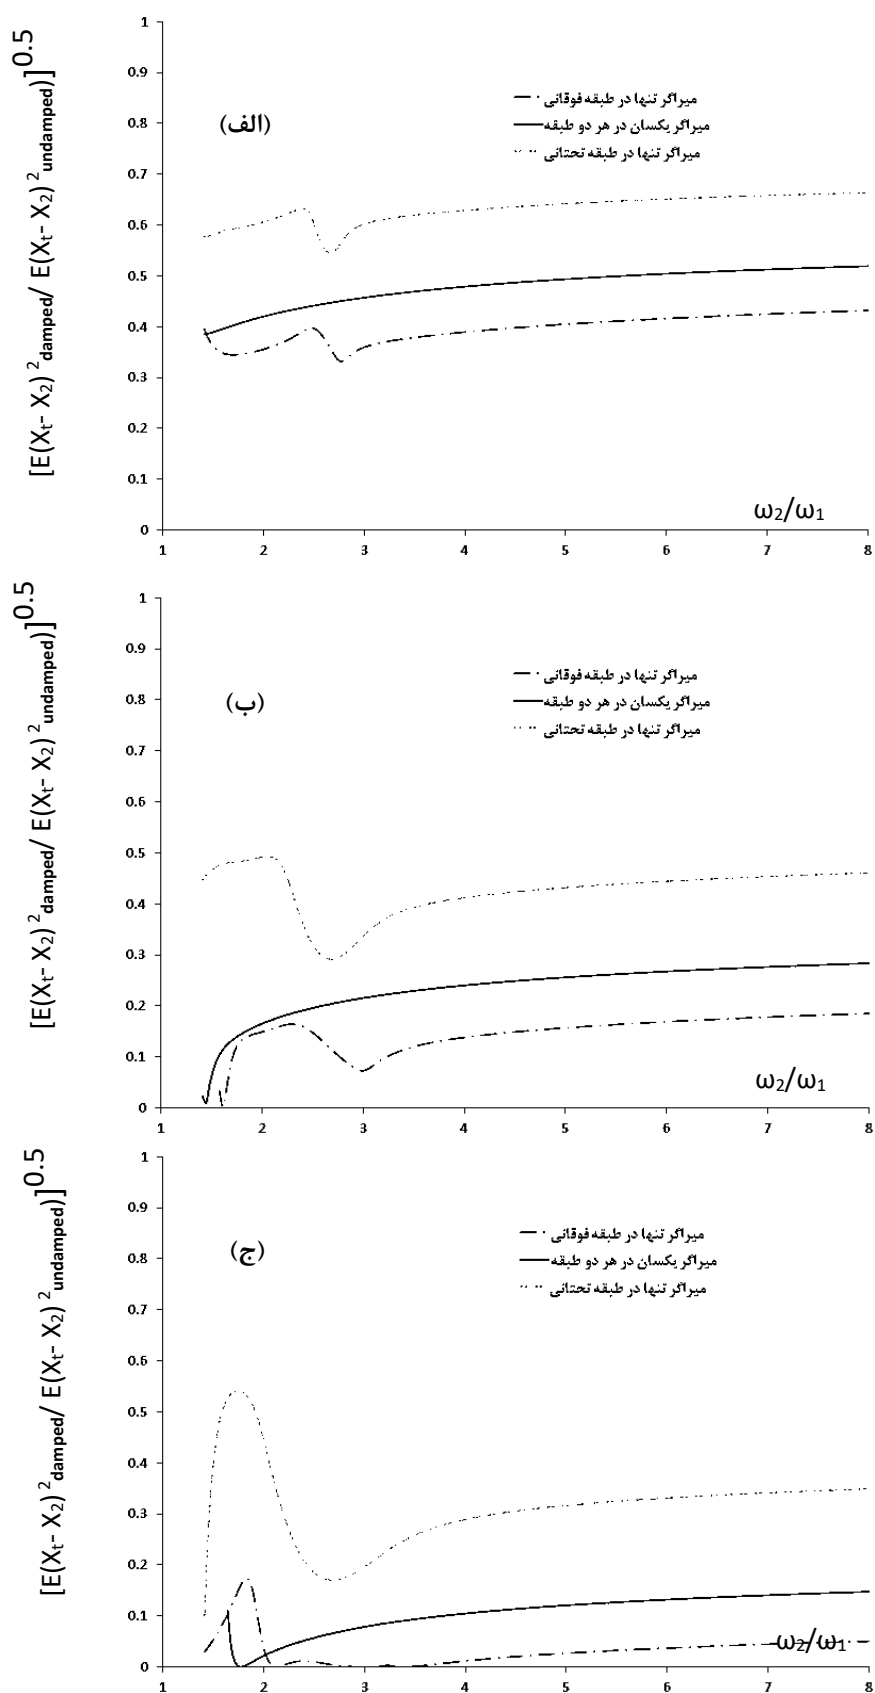 [E(Xt- X2) 2damped/ E(Xt- X2) 2undamped)]0.5
1
0.9
0.8
0.7
0.6
0.5
0.4
0.3
0.2
0.1
0
(الف)
میراگر تنها در طبقه فوقانی
میراگر یکسان در هر دو طبقه
میراگر تنها در طبقه تحتانی
ω2/ω1
1 2 3 4 5 6 7 8
[E(Xt- X2) 2damped/ E(Xt- X2) 2undamped)]0.5
1
0.9
0.8
0.7
0.6
0.5
0.4
0.3
0.2
0.1
0
(ب)
میراگر تنها در طبقه فوقانی
میراگر یکسان در هر دو طبقه
میراگر تنها در طبقه تحتانی
ω2/ω1
1 2 3 4 5 6 7 8
[E(Xt- X2) 2damped/ E(Xt- X2) 2undamped)]0.5
1
0.9
0.8
0.7
0.6
0.5
0.4
0.3
0.2
0.1
0
(ج)
میراگر تنها در طبقه فوقانی
میراگر یکسان در هر دو طبقه
میراگر تنها در طبقه تحتانی
ω2/ω1
1 2 3 4 5 6 7 8